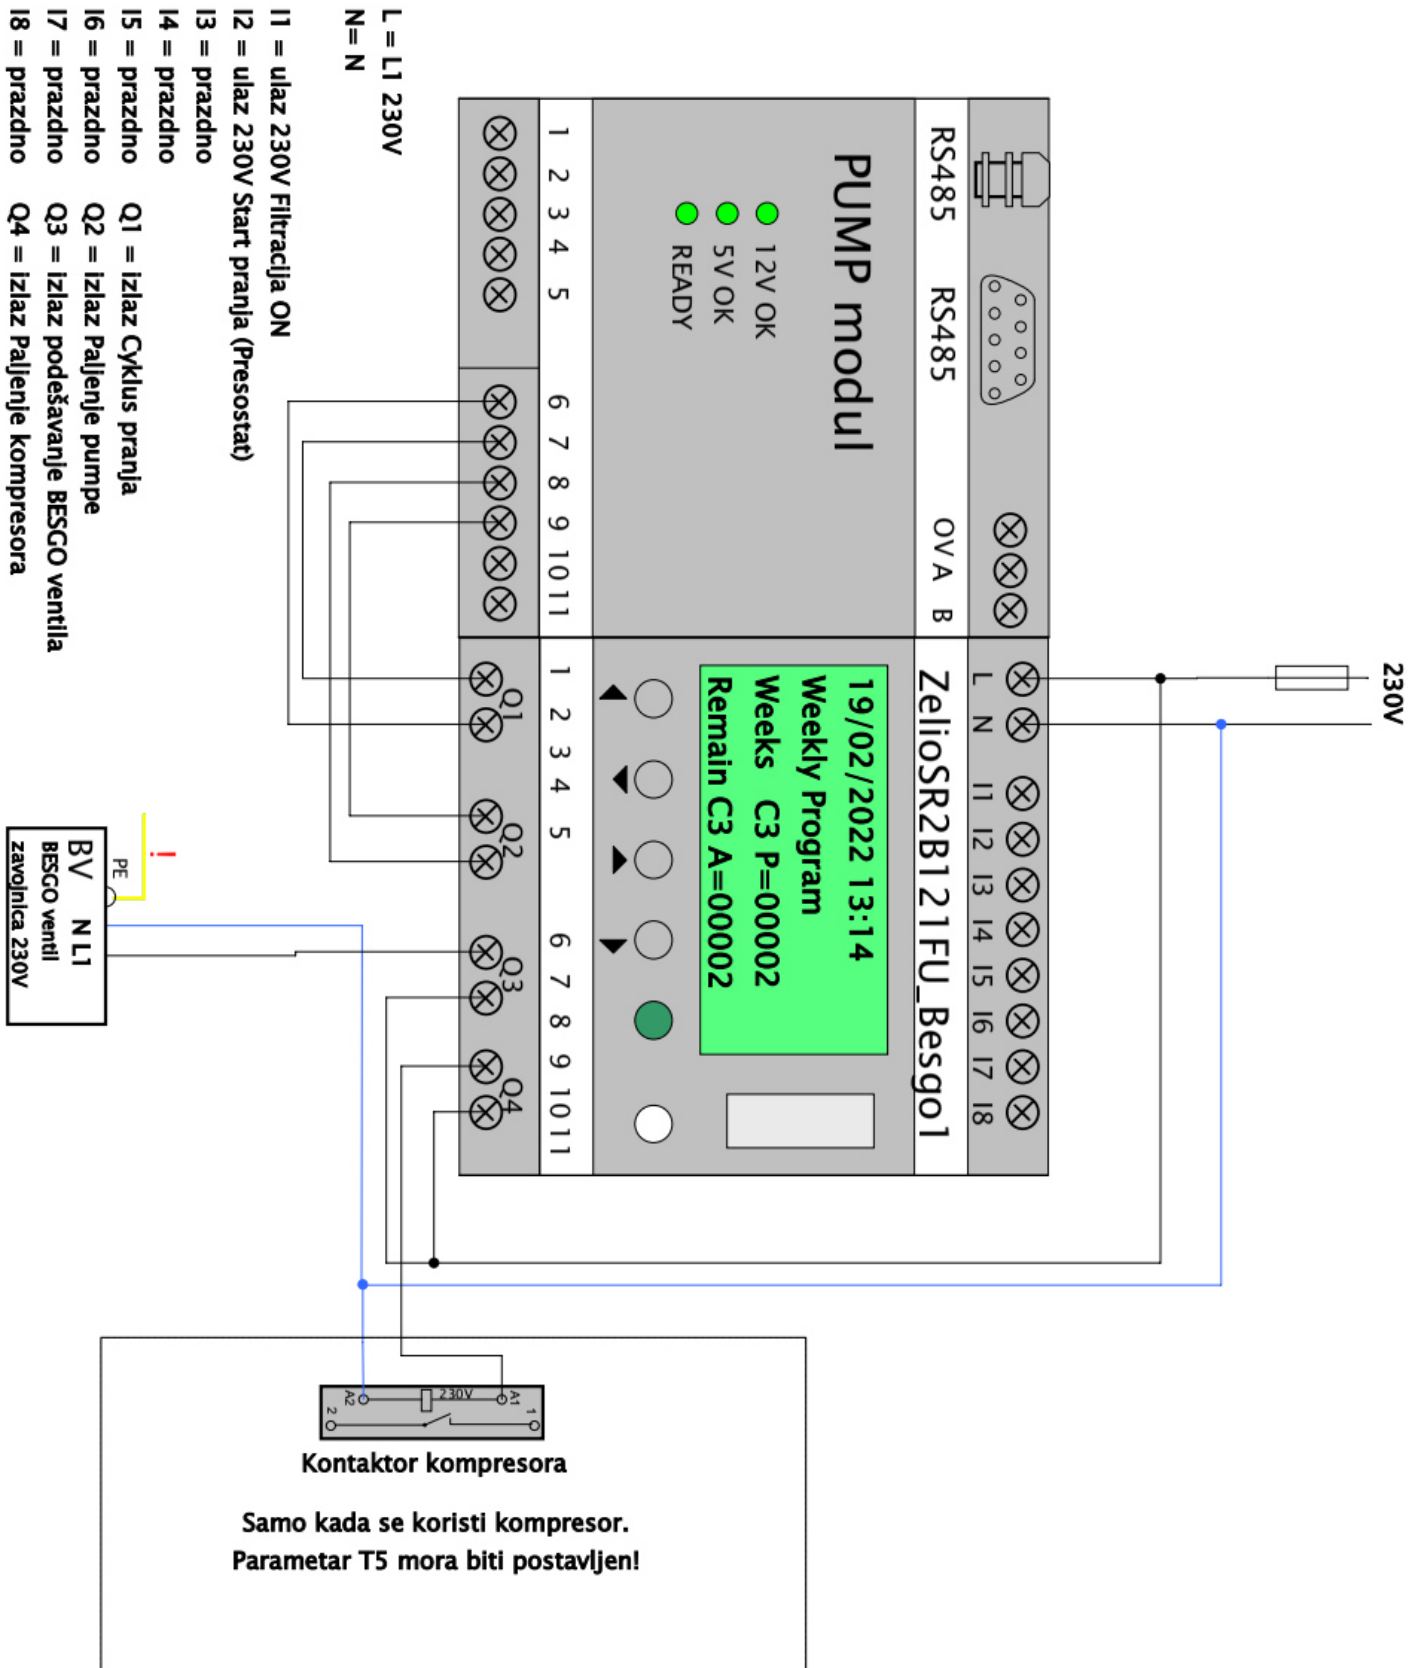 L = L1 230V
N= N
I1 = ulaz 230V Filtracija ON
I2 = ulaz 230V Start pranja (Presostat)
I3 = prazdno
I4 = prazdno
I5 = prazdno Q1 = izlaz Cyklus pranja
I6 = prazdno Q2 = izlaz Paljenje pumpe
I7 = prazdno Q3 = izlaz podešavanje BESGO ventila
I8 = prazdno Q4 = izlaz Paljenje kompresora
RS485 RS485 OVA B
PUMP modul
12V OK
5V OK
READY
1 2 3 4 5 6 7 8 9 10 11
230V
L N I1 I2 I3 I4 I5 I6 I7 I8
ZelioSR2B121FU_Besgo1
19/02/2022 13:14
Weekly Program
Weeks C3 P=00002
Remain C3 A=00002
1 2 3 4 5 6 7 8 9 10 11
Q1 Q2 Q3 Q4
!
PE
BV N L1
BESGO ventil
zavojnica 230V
A2 230V A1
2 1
Kontaktor kompresora
Samo kada se koristi kompresor.
Parametar T5 mora biti postavljen!